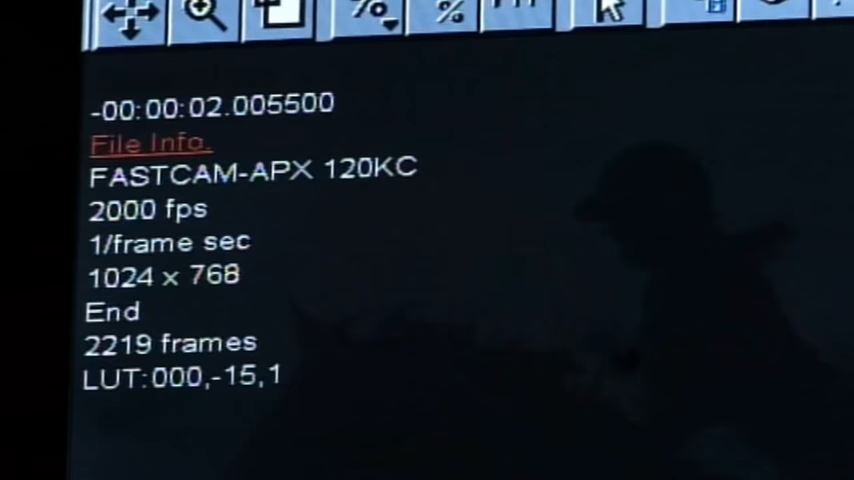 -00:00:02.005500
File Info.
FASTCAM-APX 120KC
2000 fps
1/frame sec
1024 x 768
End
2219 frames
LUT:000,-15,1